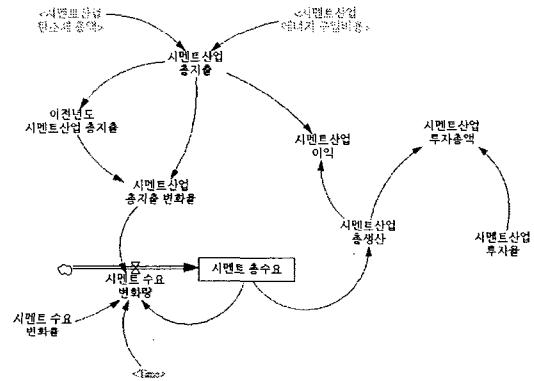 <시멘트산업
탄소세 총액>
<시멘트산업
에너지 구입비용>
시멘트산업
총지출
이전년도
시멘트산업 총지출
시멘트산업
이익
시멘트산업
투자총액
시멘트산업
총지출 변화율
시멘트산업
총생산
시멘트산업
투자율
시멘트 총수요
시멘트 수요
변화량
시멘트 수요
변화율
<Time>